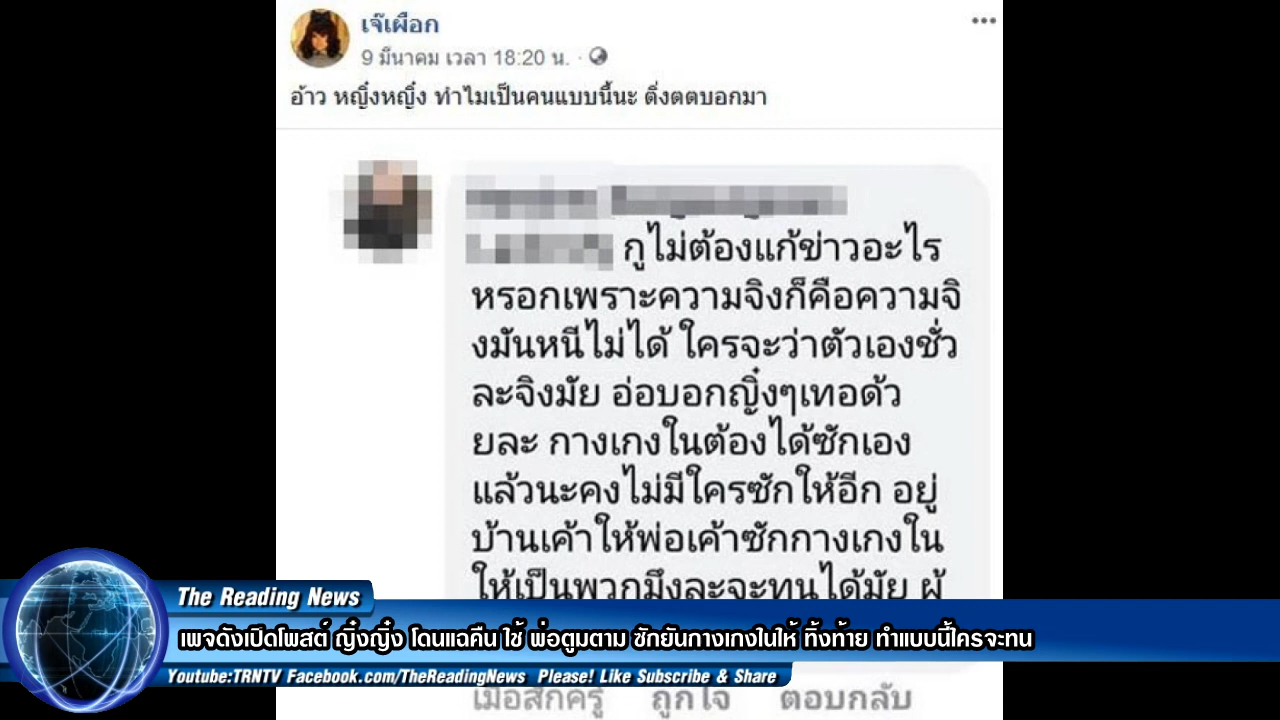 เจ๊เผือก
9 มีนาคม เวลา 18:20 น. ·
อ้าว หญิ๋งหญิ๋ง ทำไมเป็นคนแบบนี้นะ ติ่งตตบอกมา
กูไม่ต้องแก้ข่าวอะไร
หรอกเพราะความจิงก็คือความจิ
งมันหนีไม่ได้ ใครจะว่าตัวเองชั่ว
ละจิงมัย อ่อบอกญิ๋งๆเทอด้ว
ยละ กางเกงในต้องได้ซักเอง
แล้วนะคงไม่มีใครซักให้อีก อยู่
บ้านเค้าให้พ่อเค้าซักกางเกงใน
ให้เป็นพวกมึงละจะทนได้มัย ผู้
The Reading News
เพจดังเปิดโพสต์ ญิ๋งญิ๋ง โดนแฉคืน ใช้ พ่อตูมตาม ซักยันกางเกงในให้ ทิ้งท้าย ทำแบบนี้ใครจะทน
Youtube:TRNTV Facebook.com/TheReadingNews Please! Like Subscribe & Share
เมื่อสักครู่ ถูกใจ ตอบกลับ